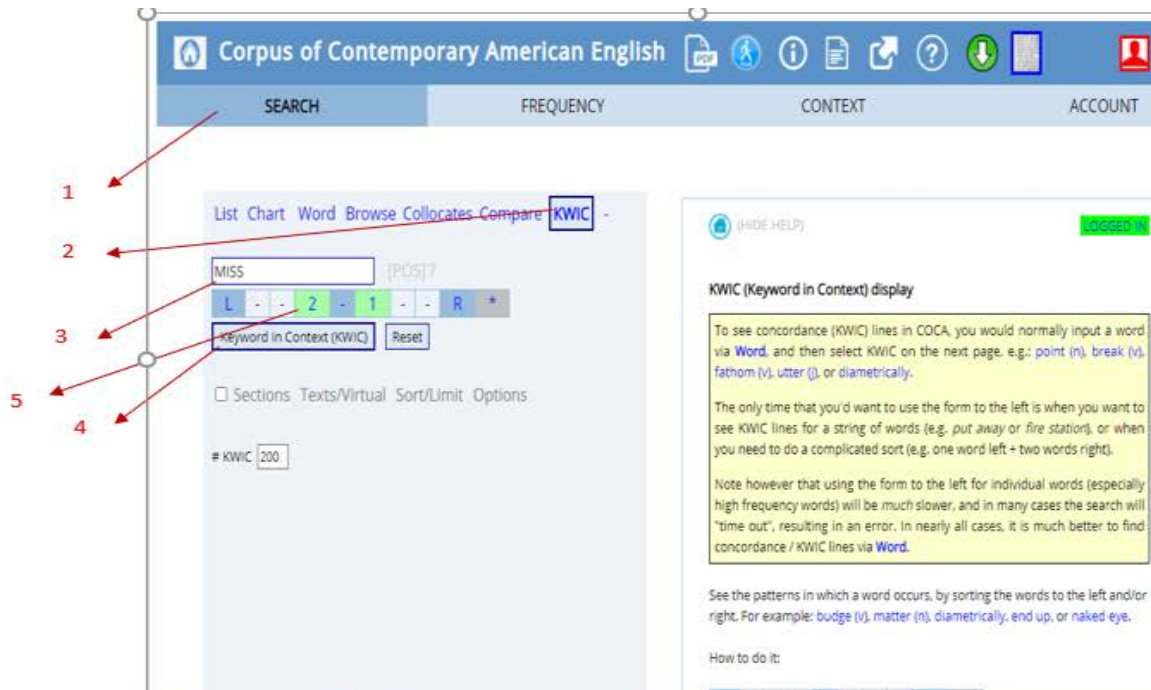 Corpus of Contemporary American English PDF
SEARCH FREQUENCY CONTEXT ACCOUNT
1
List Chart Word Browse Collocates Compare KWIC -
2
MISS [POS]?
L - - 2 - 1 - - R *
3
Keyword in Context (KWIC) Reset
5
4
Sections Texts/Virtual Sort/Limit Options
# KWIC 200
(HIDE HELP) LOGGED IN
KWIC (Keyword in Context) display
To see concordance (KWIC) lines in COCA, you would normally input a word
via Word, and then select KWIC on the next page, e.g.: point (n), break (v),
fathom (v), utter (j), or diametrically.
The only time that you'd want to use the form to the left is when you want to
see KWIC lines for a string of words (e.g. put away or fire station), or when
you need to do a complicated sort (e.g. one word left + two words right).
Note however that using the form to the left for individual words (especially
high frequency words) will be much slower, and in many cases the search will
"time out", resulting in an error. In nearly all cases, it is much better to find
concordance / KWIC lines via Word.
See the patterns in which a word occurs, by sorting the words to the left and/or
right. For example: budge (v), matter (n), diametrically, end up, or naked eye.
How to do it: